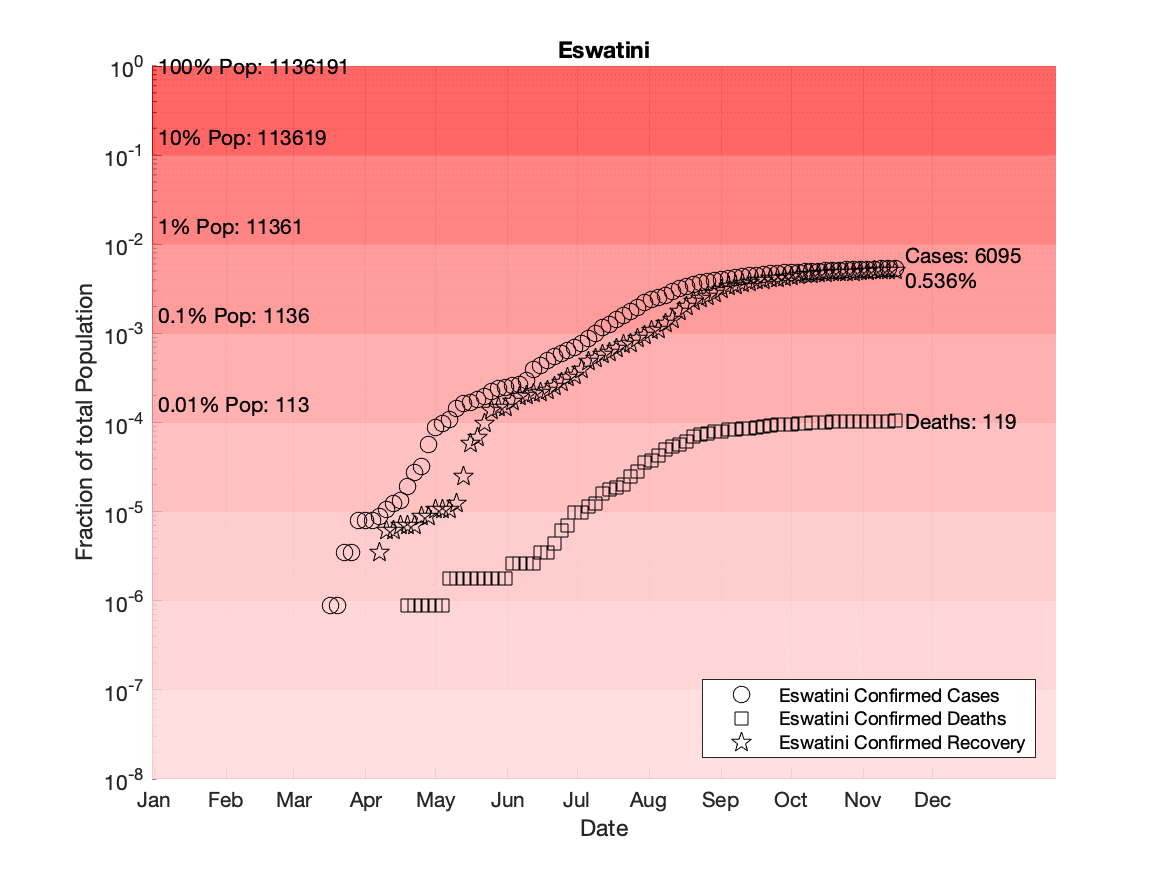 Eswatini
10^0
100% Pop: 1136191
10% Pop: 113619
10^-1
1% Pop: 11361
10^-2
Cases: 6095
0.536%
0.1% Pop: 1136
10^-3
0.01% Pop: 113
10^-4
Deaths: 119
10^-5
10^-6
10^-7
10^-8
Fraction of total Population
Eswatini Confirmed Cases
Eswatini Confirmed Deaths
Eswatini Confirmed Recovery
Jan Feb Mar Apr May Jun Jul Aug Sep Oct Nov Dec
Date